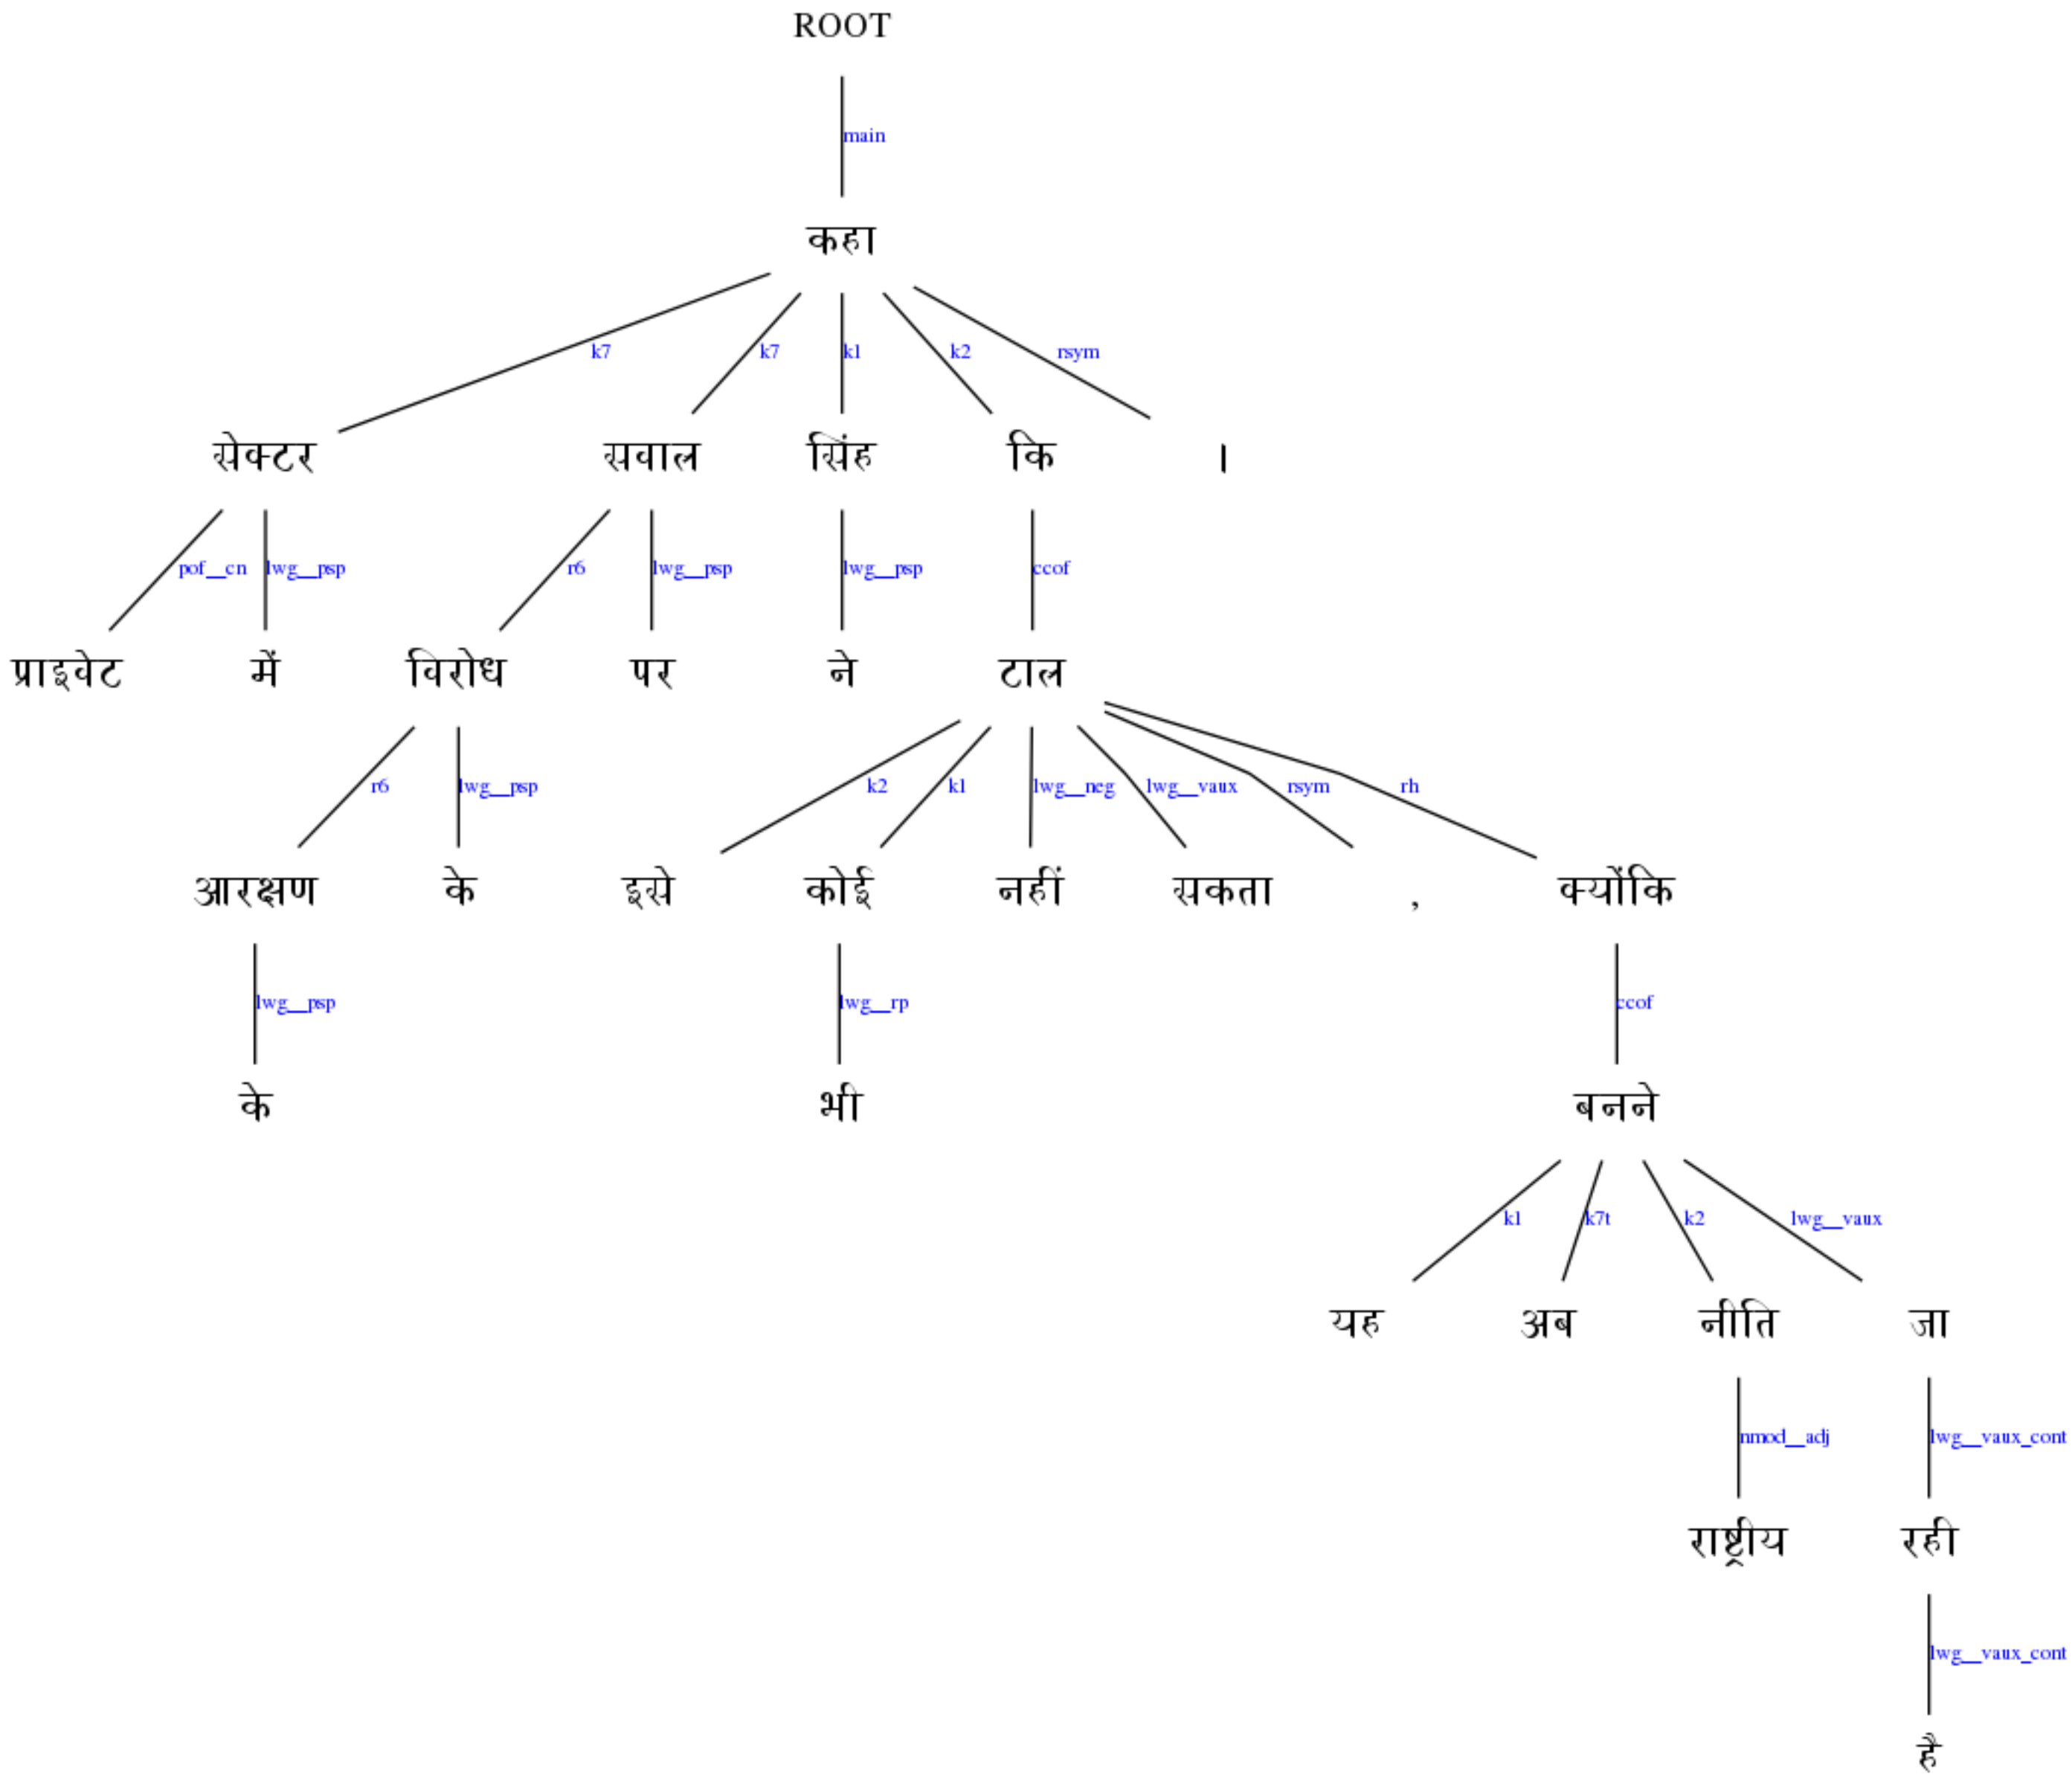 ROOT
main
कहा
k7 k7 k1 k2 rsym
सेक्टर सवाल सिंह कि ।
pof__cn lwg__psp r6 lwg__psp lwg__psp ccof
प्राइवेट में विरोध पर ने टाल
r6 lwg__psp k2 k1 lwg__neg lwg__vaux rsym rh
आरक्षण के इसे कोई नहीं सकता , क्योंकि
lwg__psp lwg__rp ccof
के भी बनने
k1 k7t k2 lwg__vaux
यह अब नीति जा
nmod__adj lwg__vaux_cont
राष्ट्रीय रही
lwg__vaux_cont
है